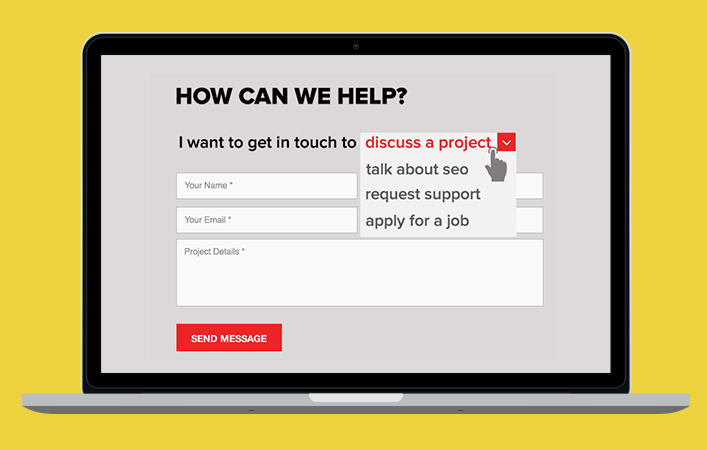 HOW CAN WE HELP?
I want to get in touch to discuss a project
talk about seo
request support
apply for a job
Your Name *
Your Email *
Project Details *
SEND MESSAGE